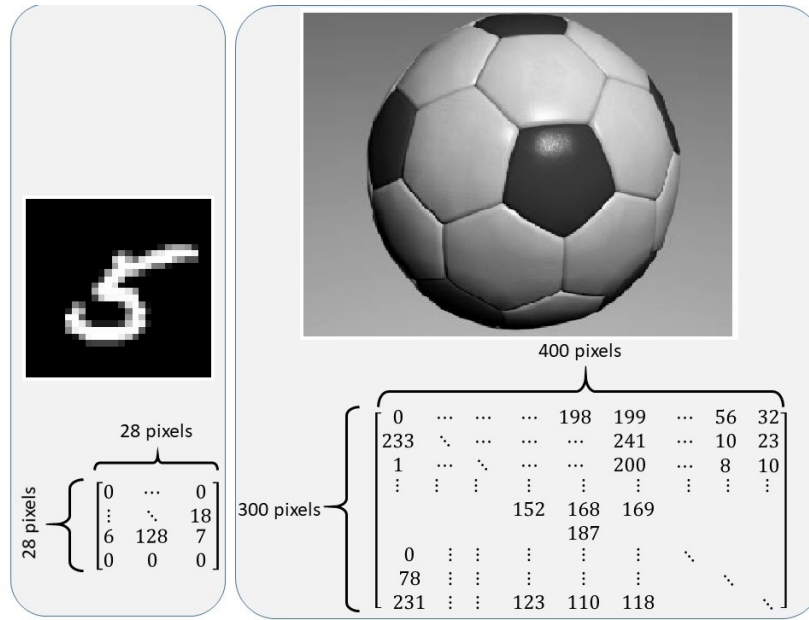 5
28 pixels
28 pixels
0 ⋯ 0
⋮ ⋱ 18
6 128 7
0 0 0
400 pixels
300 pixels
0 ⋯ ⋯ ⋯ 198 199 ⋯ 56 32
233 ⋱ ⋯ ⋯ ⋯ 241 ⋯ 10 23
1 ⋯ ⋱ ⋯ ⋯ 200 ⋯ 8 10
⋮ ⋮ ⋮ ⋮ ⋮ ⋮ ⋮ ⋮ ⋮
152 168 169
187
0 ⋮ ⋮ ⋮ ⋮ ⋮ ⋱
78 ⋮ ⋮ ⋮ ⋮ ⋮ ⋱
231 ⋮ ⋮ 123 110 118 ⋱